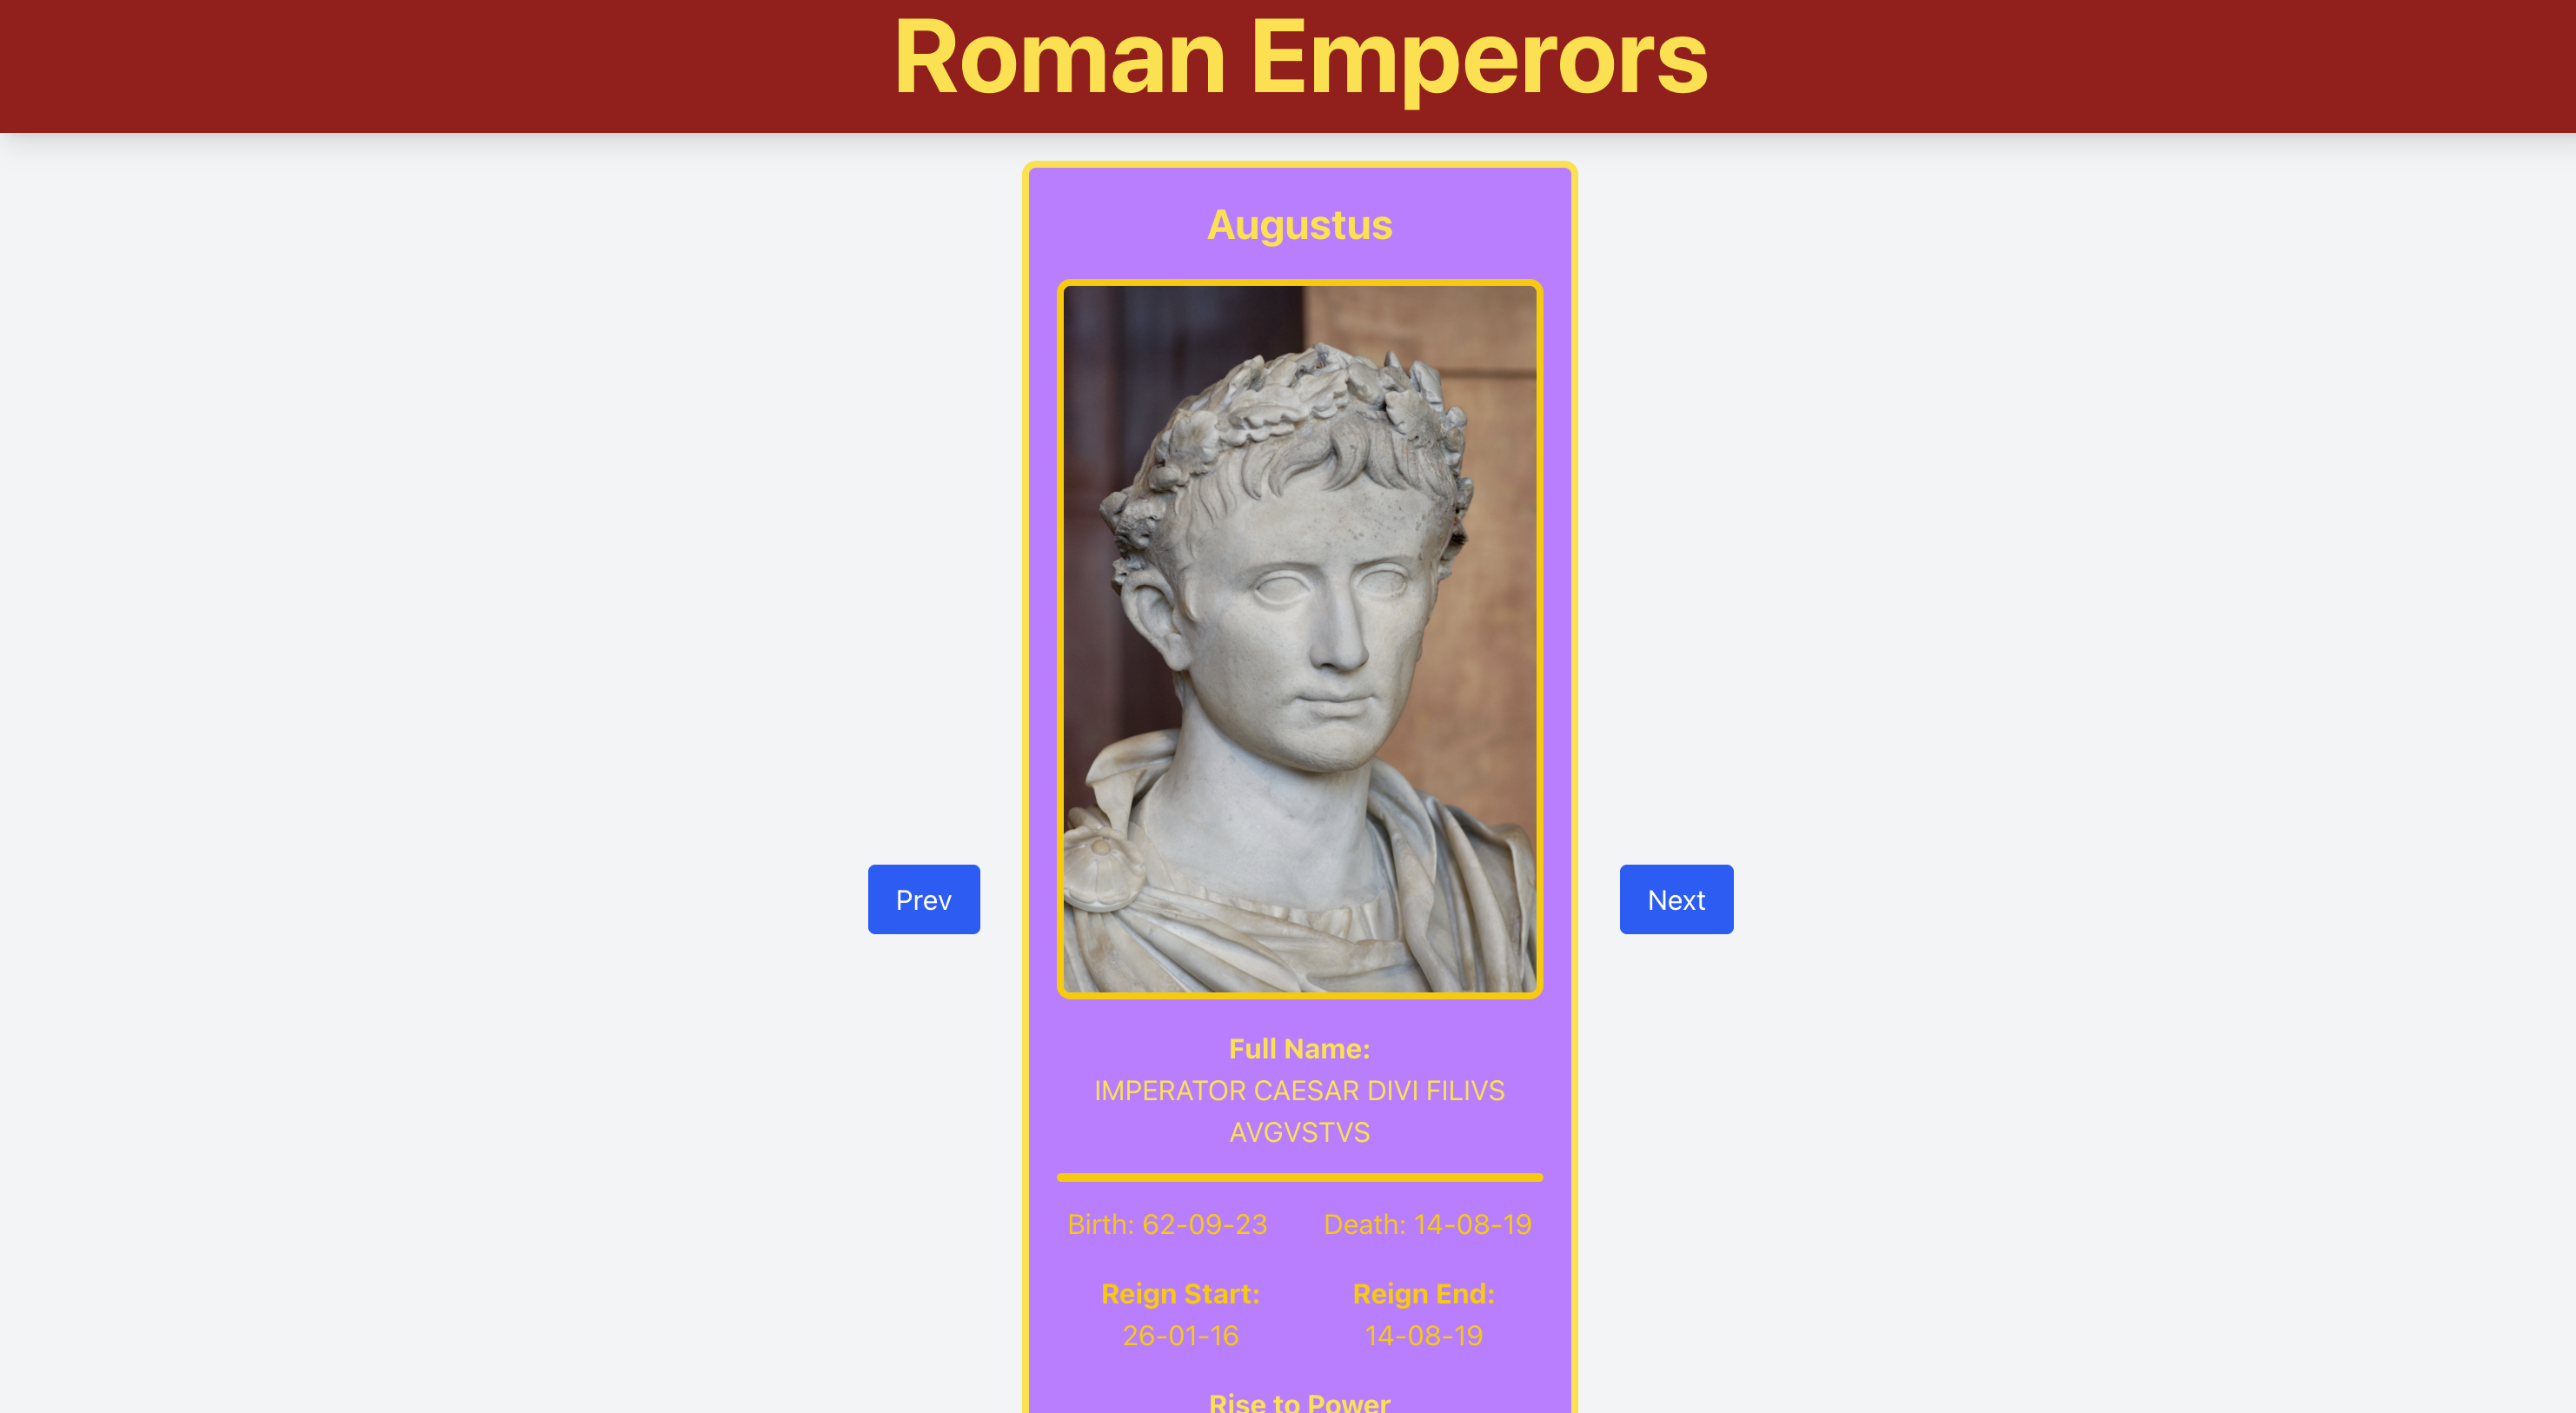 Roman Emperors
Augustus
Prev
Next
Full Name:
IMPERATOR CAESAR DIVI FILIVS
AVGVSTVS
Birth: 62-09-23
Death: 14-08-19
Reign Start:
26-01-16
Reign End:
14-08-19
Rise to Power